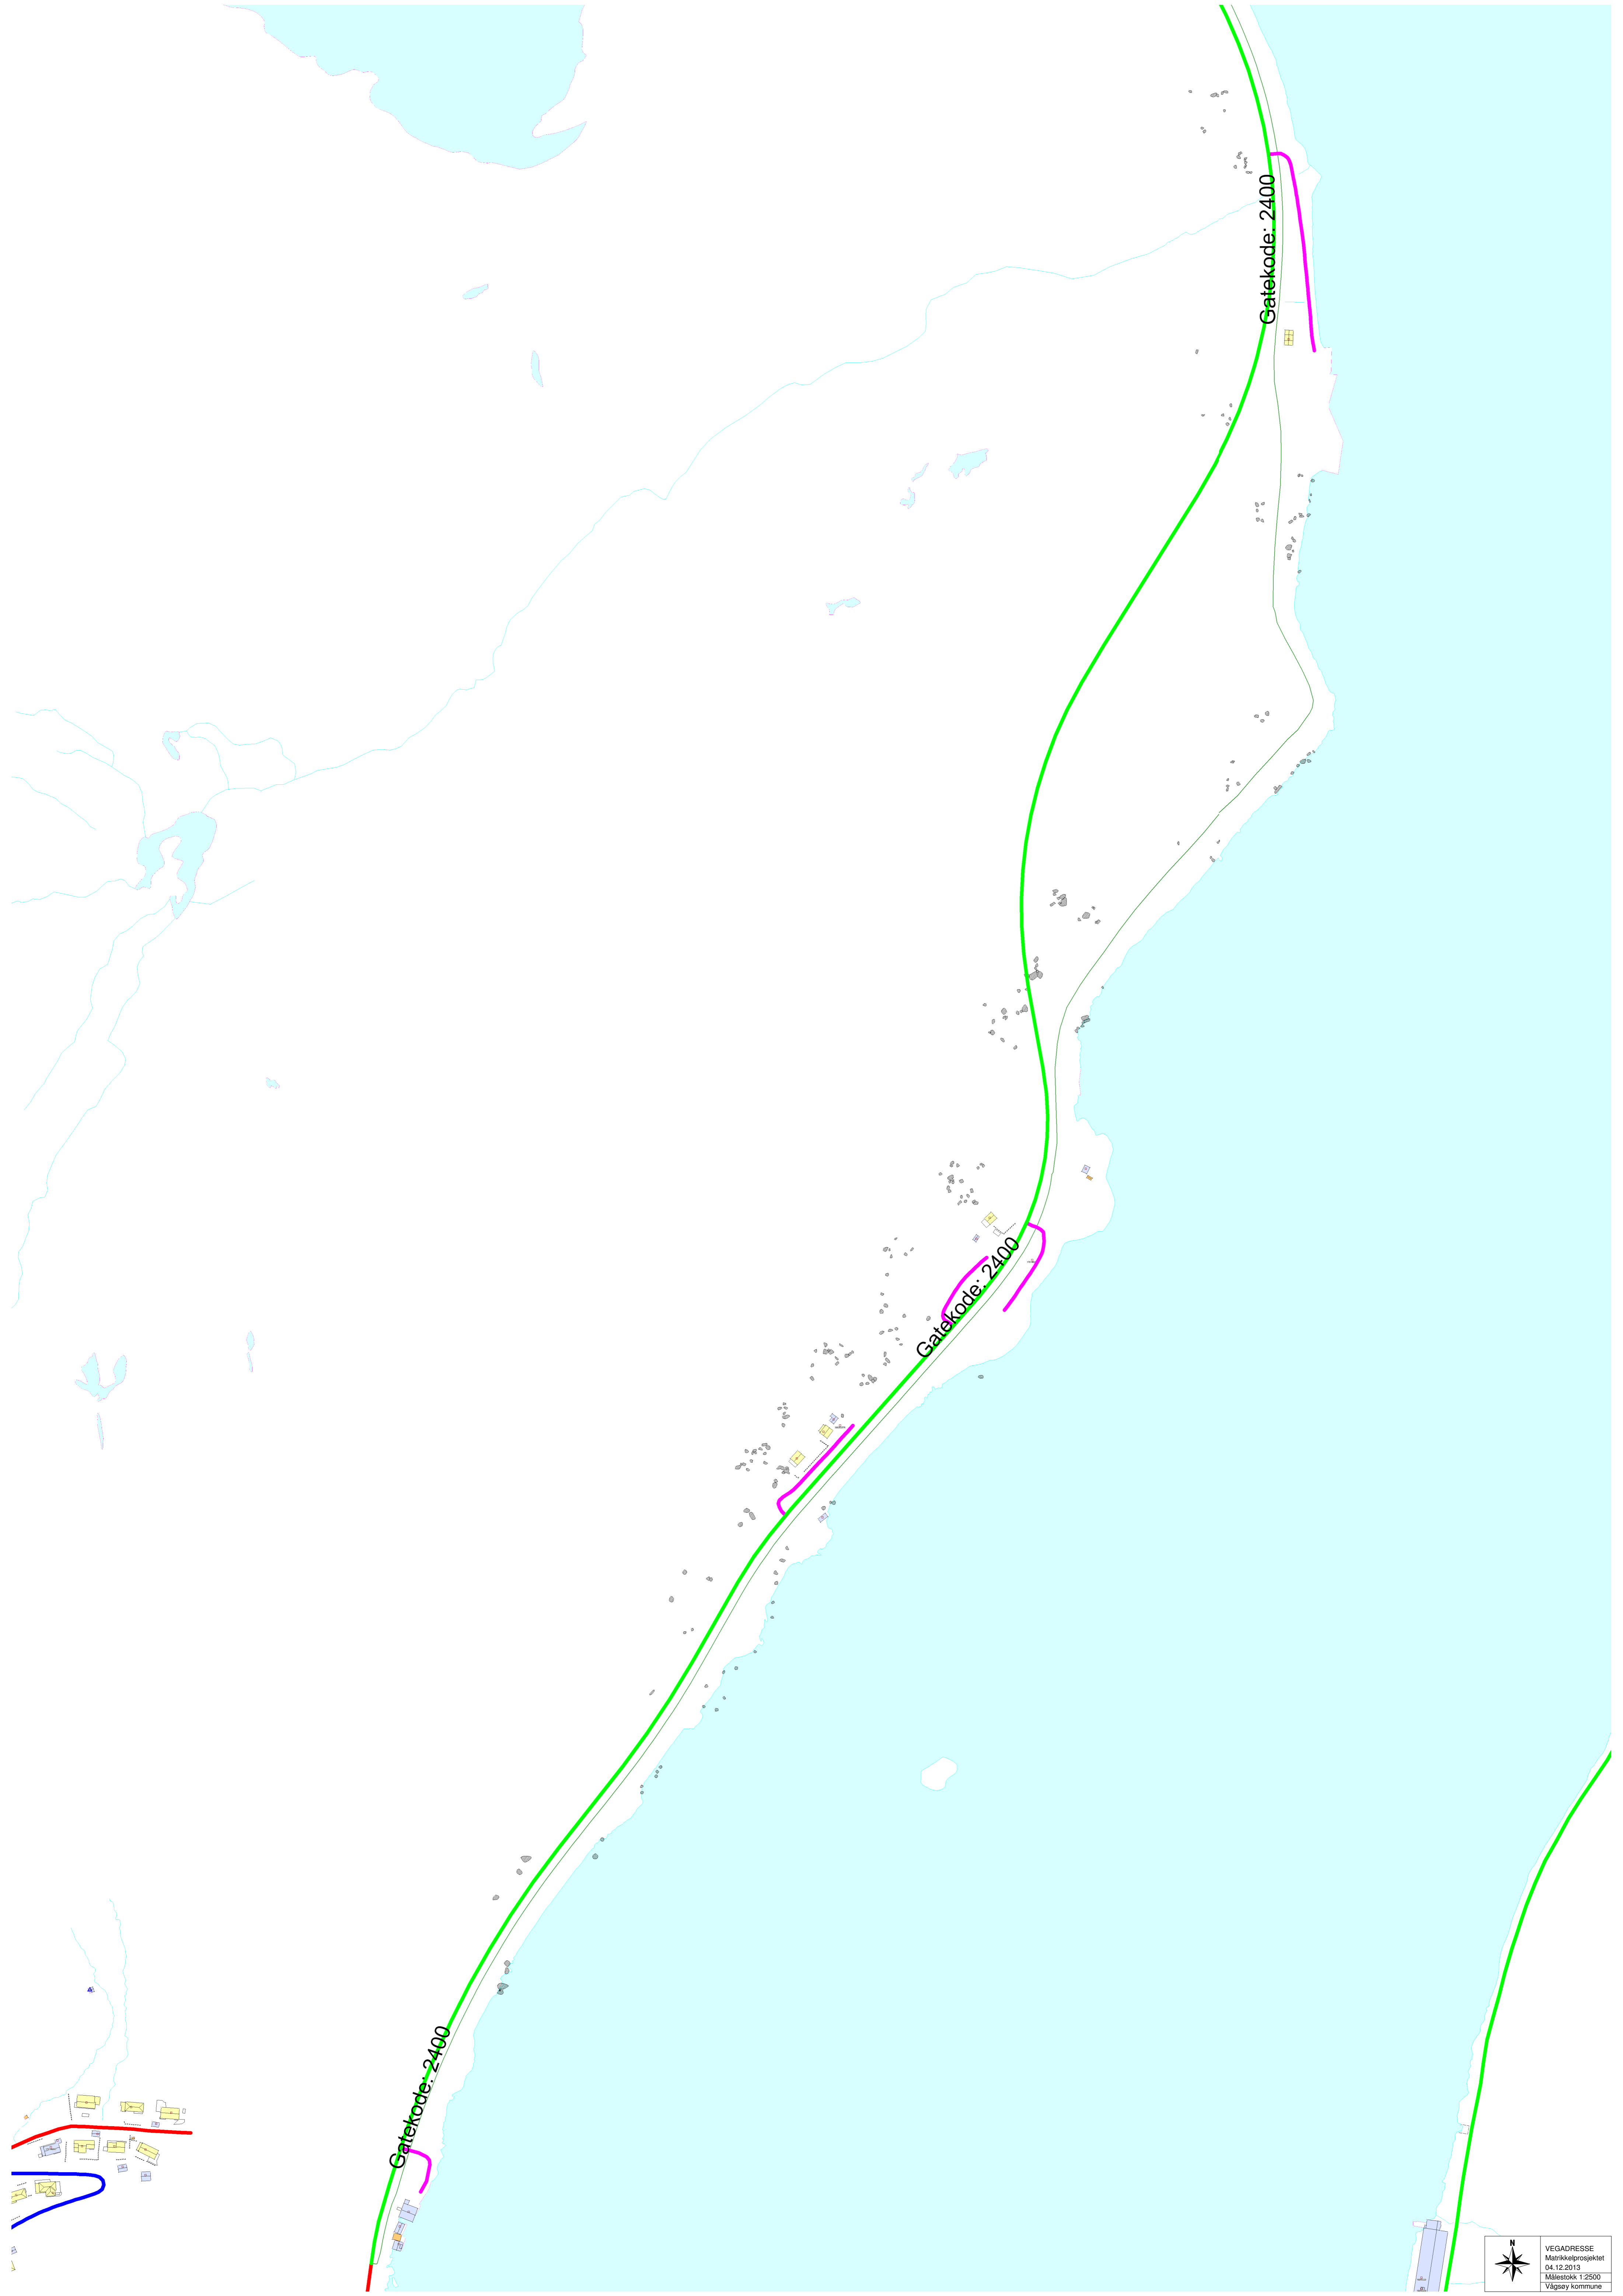 Gatekode: 2400
Gatekode: 2400
Gatekode: 2400
N
VEGADRESSE
Matrikkelprosjektet
04.12.2013
Målestokk 1:2500
Vågsøy kommune